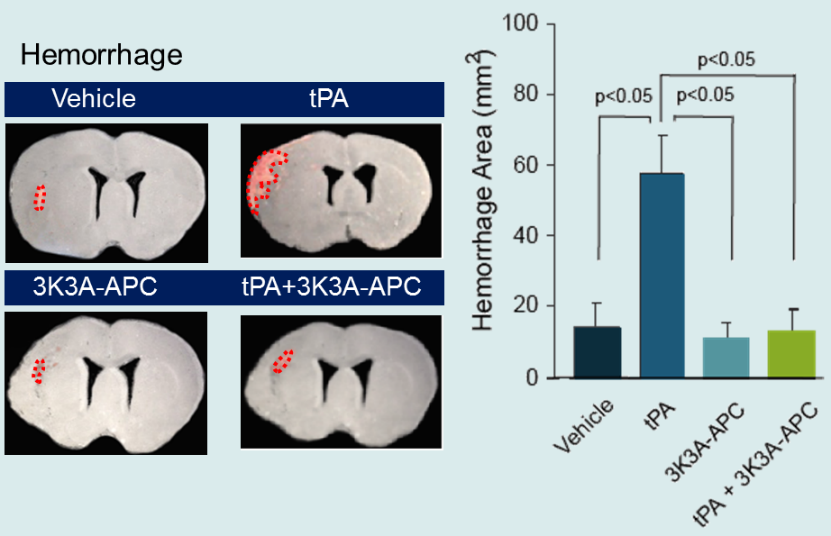 Hemorrhage
Vehicle
tPA
3K3A-APC
tPA+3K3A-APC
Hemorrhage Area (mm²)
100
80
60
40
20
0
p<0.05
p<0.05
p<0.05
Vehicle
tPA
3K3A-APC
tPA + 3K3A-APC